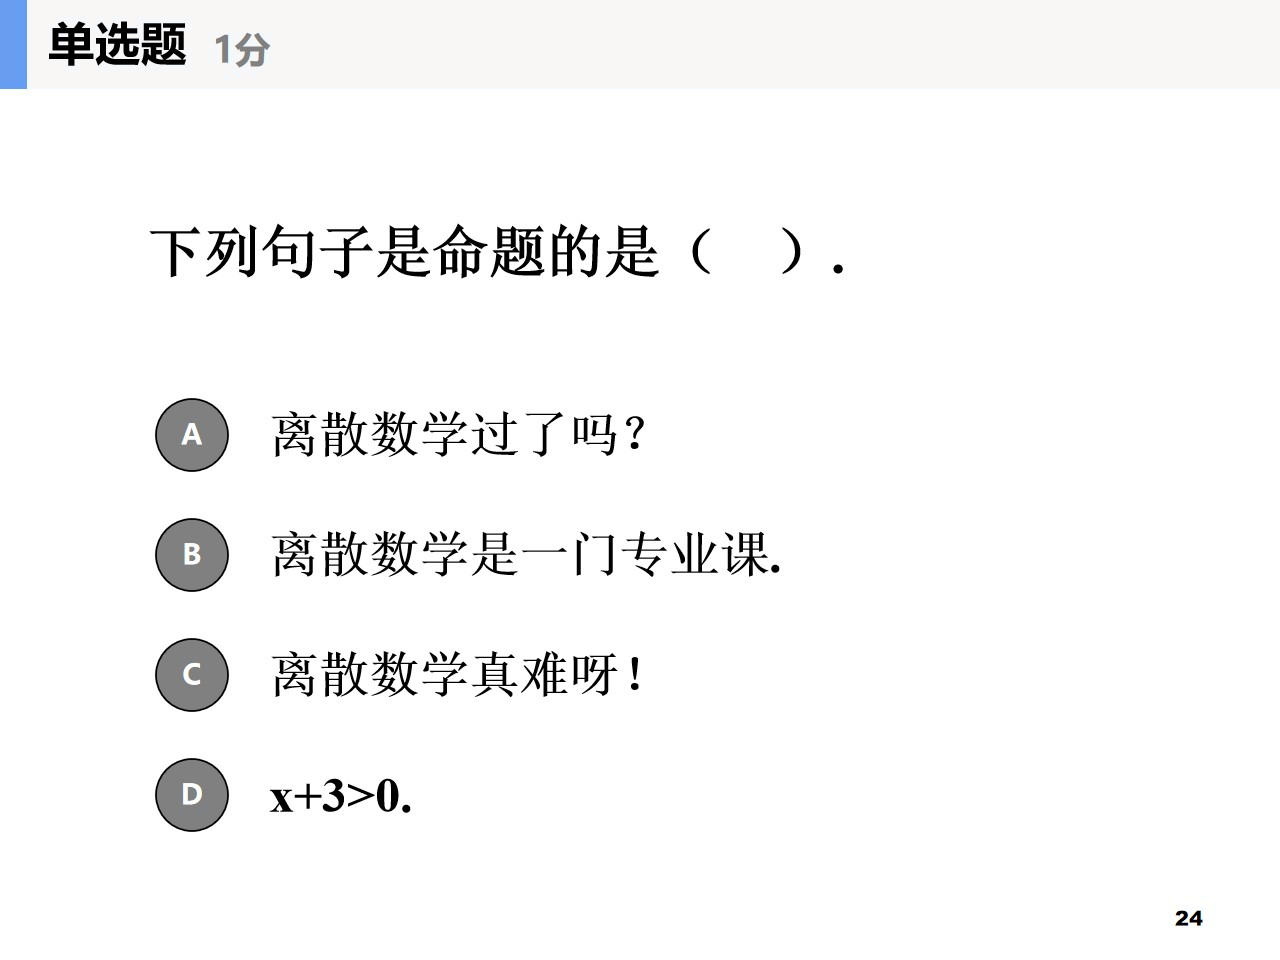 单选题 1分
下列句子是命题的是（ ）.
A 离散数学过了吗？
B 离散数学是一门专业课.
C 离散数学真难呀！
D x+3>0.
24